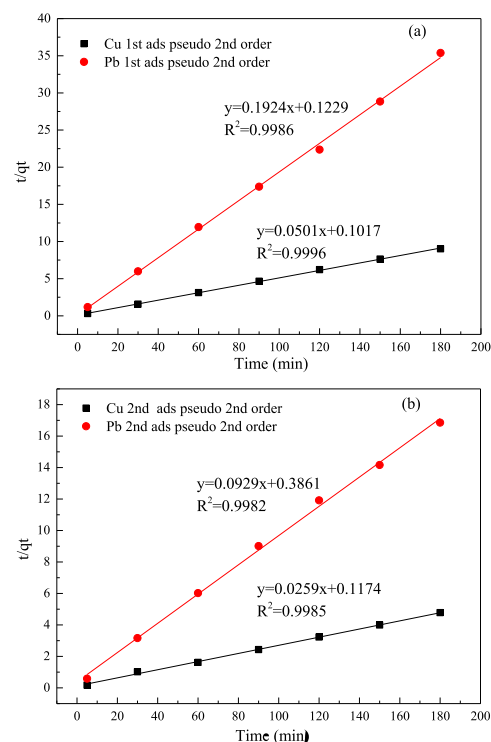 (a)
Cu 1st ads pseudo 2nd order
Pb 1st ads pseudo 2nd order
40
35
30
25
20
15
10
5
0
t/qt
y=0.1924x+0.1229
R²=0.9986
y=0.0501x+0.1017
R²=0.9996
0 20 40 60 80 100 120 140 160 180 200
Time (min)
(b)
Cu 2nd ads pseudo 2nd order
Pb 2nd ads pseudo 2nd order
18
16
14
12
10
8
6
4
2
0
t/qt
y=0.0929x+0.3861
R²=0.9982
y=0.0259x+0.1174
R²=0.9985
0 20 40 60 80 100 120 140 160 180 200
Time (min)